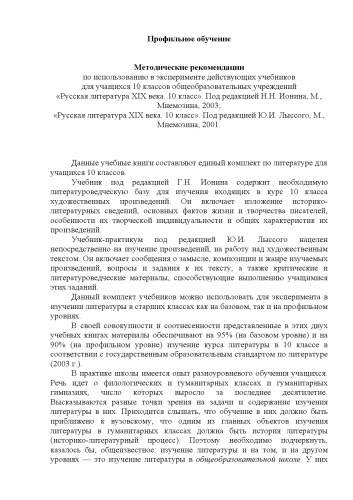 Профильное обучение
Методические рекомендации
по использованию в эксперименте действующих учебников
для учащихся 10 классов общеобразовательных учреждений
«Русская литература XIX века. 10 класс». Под редакцией Н.Н. Ионина, М.,
Мнемозина, 2003;
«Русская литература XIX века. 10 класс». Под редакцией Ю.И. Лыссого, М.,
Мнемозина, 2001.
Данные учебные книги составляют единый комплект по литературе для
учащихся 10 классов.
Учебник под редакцией Г.Н. Ионина содержит необходимую
литературоведческую базу для изучения входящих в курс 10 класса
художественных произведений. Он включает изложение историко-
литературных сведений, основных фактов жизни и творчества писателей,
особенности их творческой индивидуальности и общих характеристик их
произведений.
Учебник-практикум под редакцией Ю.И. Лыссого нацелен
непосредственно на изучение произведений, на работу над художественным
текстом. Он включает сообщения о замысле, композиции и жанре изучаемых
произведений, вопросы и задания к их тексту, а также критические и
литературоведческие материалы, способствующие выполнению учащимися
этих заданий.
Данный комплект учебников можно использовать для эксперимента в
изучении литературы в старших классах как на базовом, так и на профильном
уровнях.
В своей совокупности и соотнесенности представленные в этих двух
учебных книгах материалы обеспечивают на 95% (на базовом уровне) и на
90% (на профильном уровне) изучение курса литературы в 10 классе в
соответствии с государственным образовательным стандартом по литературе
(2003 г.).
В практике школы имеется опыт разноуровневого обучения учащихся.
Речь идет о филологических и гуманитарных классах и гуманитарных
гимназиях, число которых выросло за последнее десятилетие.
Высказываются разные точки зрения на задачи и содержание изучения
литературы в них. Приходится слышать, что обучение в них должно быть
приближено к вузовскому, что одним из главных объектов изучения
литературы в гуманитарных классах должна быть история литературы
(историко-литературный процесс). Поэтому необходимо подчеркнуть,
казалось бы, общеизвестное: изучение литературы и на том, и на другом
уровнях — это изучение литературы в общеобразовательной школе. У них